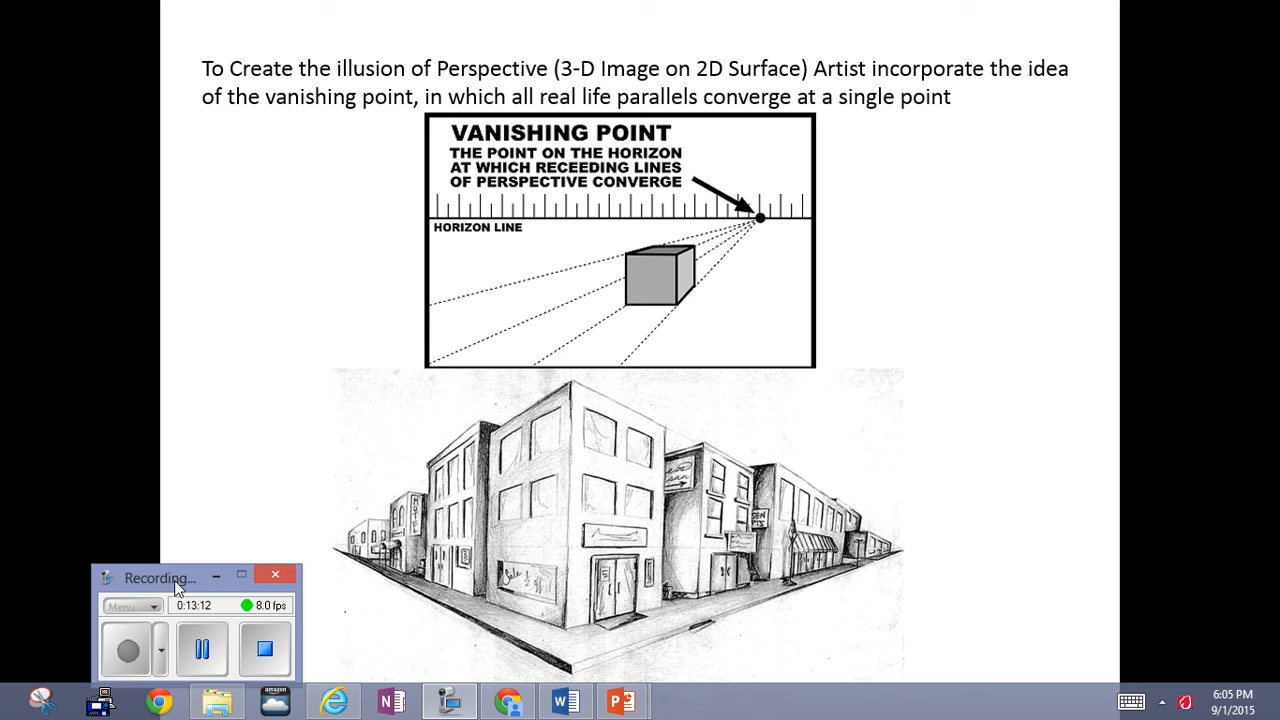 To Create the illusion of Perspective (3-D Image on 2D Surface) Artist incorporate the idea
of the vanishing point, in which all real life parallels converge at a single point
VANISHING POINT
THE POINT ON THE HORIZON
AT WHICH RECEEDING LINES
OF PERSPECTIVE CONVERGE
HORIZON LINE
HOTEL
Sale
Recording...
Menu
0:13:12
8.0 fps
amazon
6:05 PM
9/1/2015